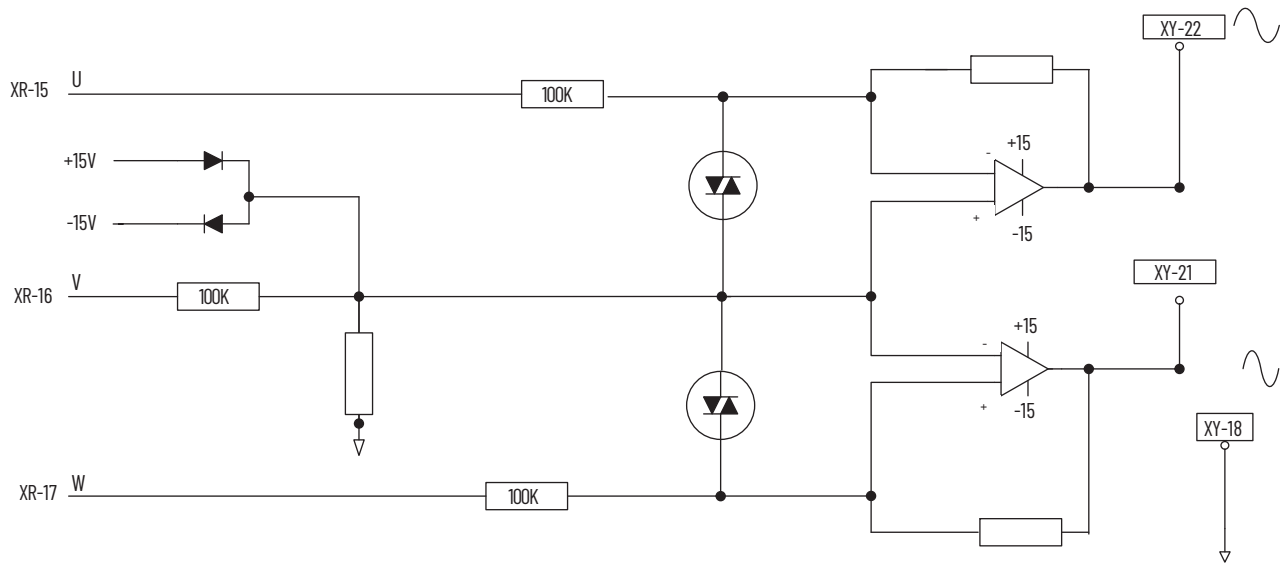 XY-22
XR-15 U
100K
+15V
-
+15
+
-15
-15V
XR-16 V
100K
XY-21
-
+15
+
-15
XY-18
XR-17 W
100K